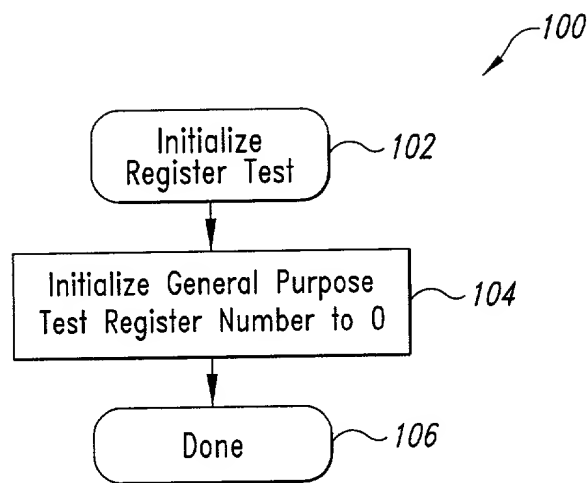 100
Initialize
Register Test
102
Initialize General Purpose
Test Register Number to 0
104
Done
106